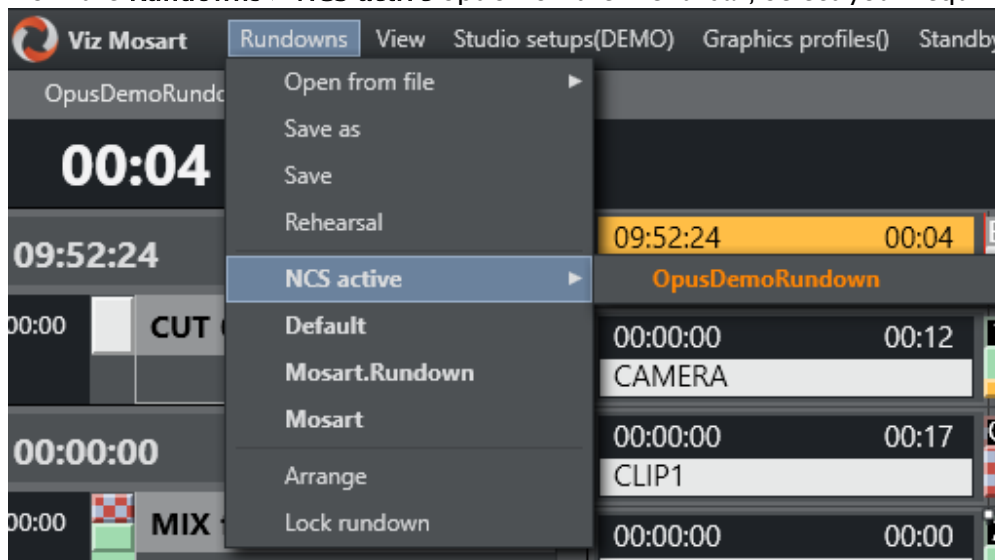 Rundowns NCS active
Viz Mosart Rundowns View Studio setups(DEMO) Graphics profiles()
Open from file
Save as
00:04
Save
Rehearsal
09:52:24
09:52:24 00:04
NCS active
OpusDemoRundown
00:00 CUT
Default
00:00:00 00:12
Mosart.Rundown
CAMERA
Mosart
00:00:00
00:00:00 00:17
CLIP1
Arrange
00:00 MIX
Lock rundown
00:00:00 00:00